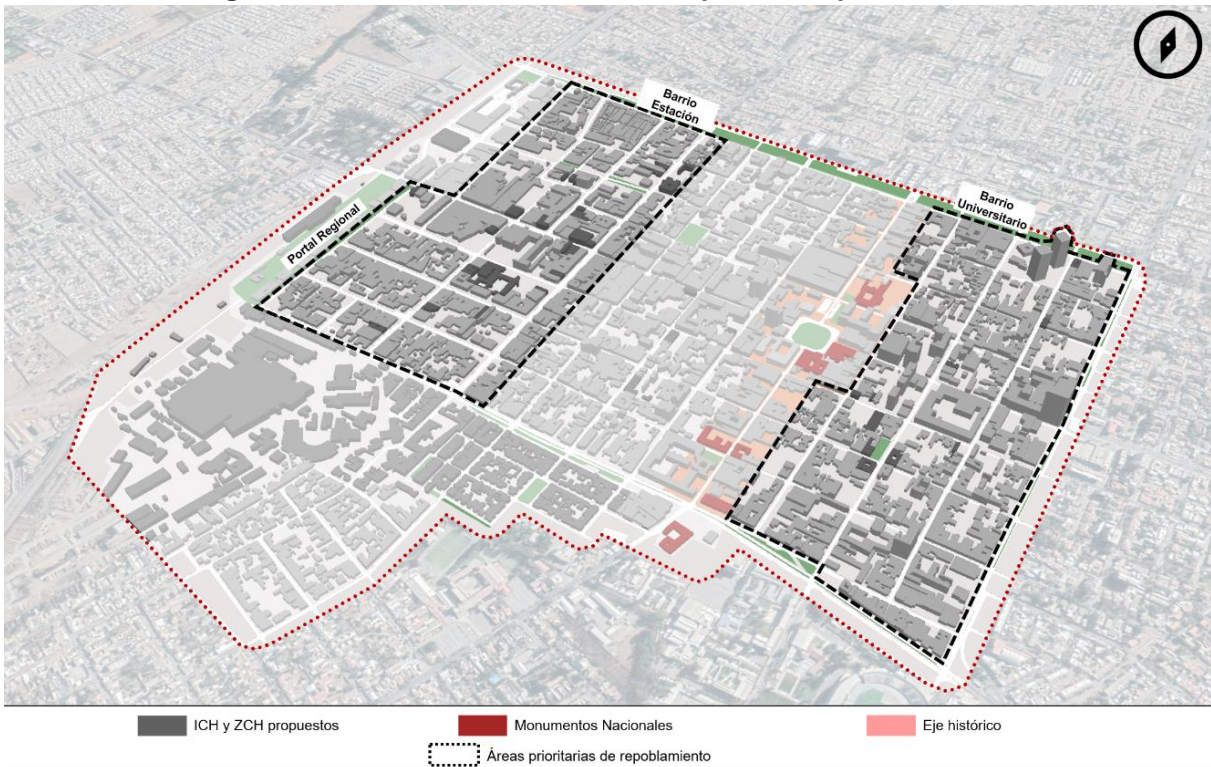 Barrio
Estación
Barrio
Universitario
Portal Regional
ICH y ZCH propuestos
Monumentos Nacionales
Eje histórico
Áreas prioritarias de repoblamiento